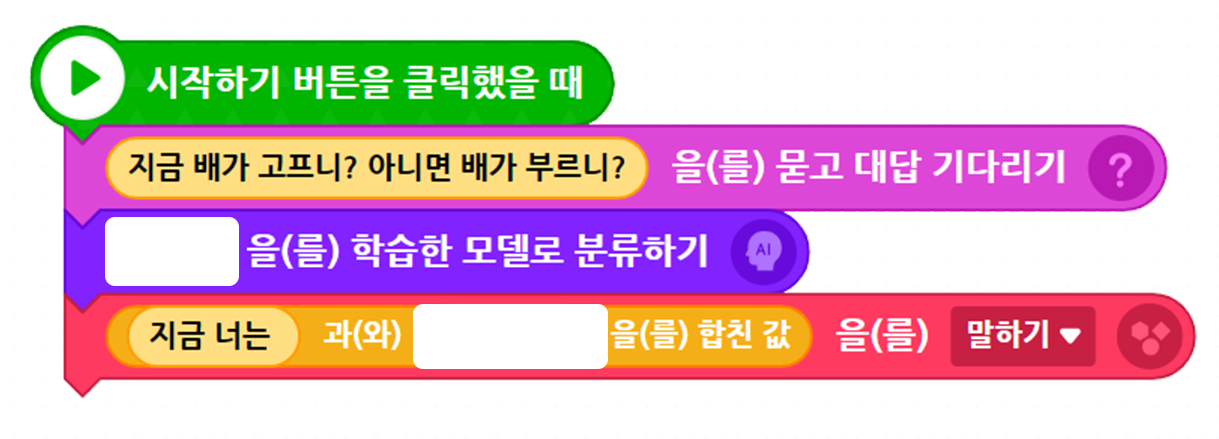 시작하기 버튼을 클릭했을 때
지금 배가 고프니? 아니면 배가 부르니? 을(를) 묻고 대답 기다리기 ?
을(를) 학습한 모델로 분류하기 AI
지금 너는 과(와) 을(를) 합친 값 을(를) 말하기